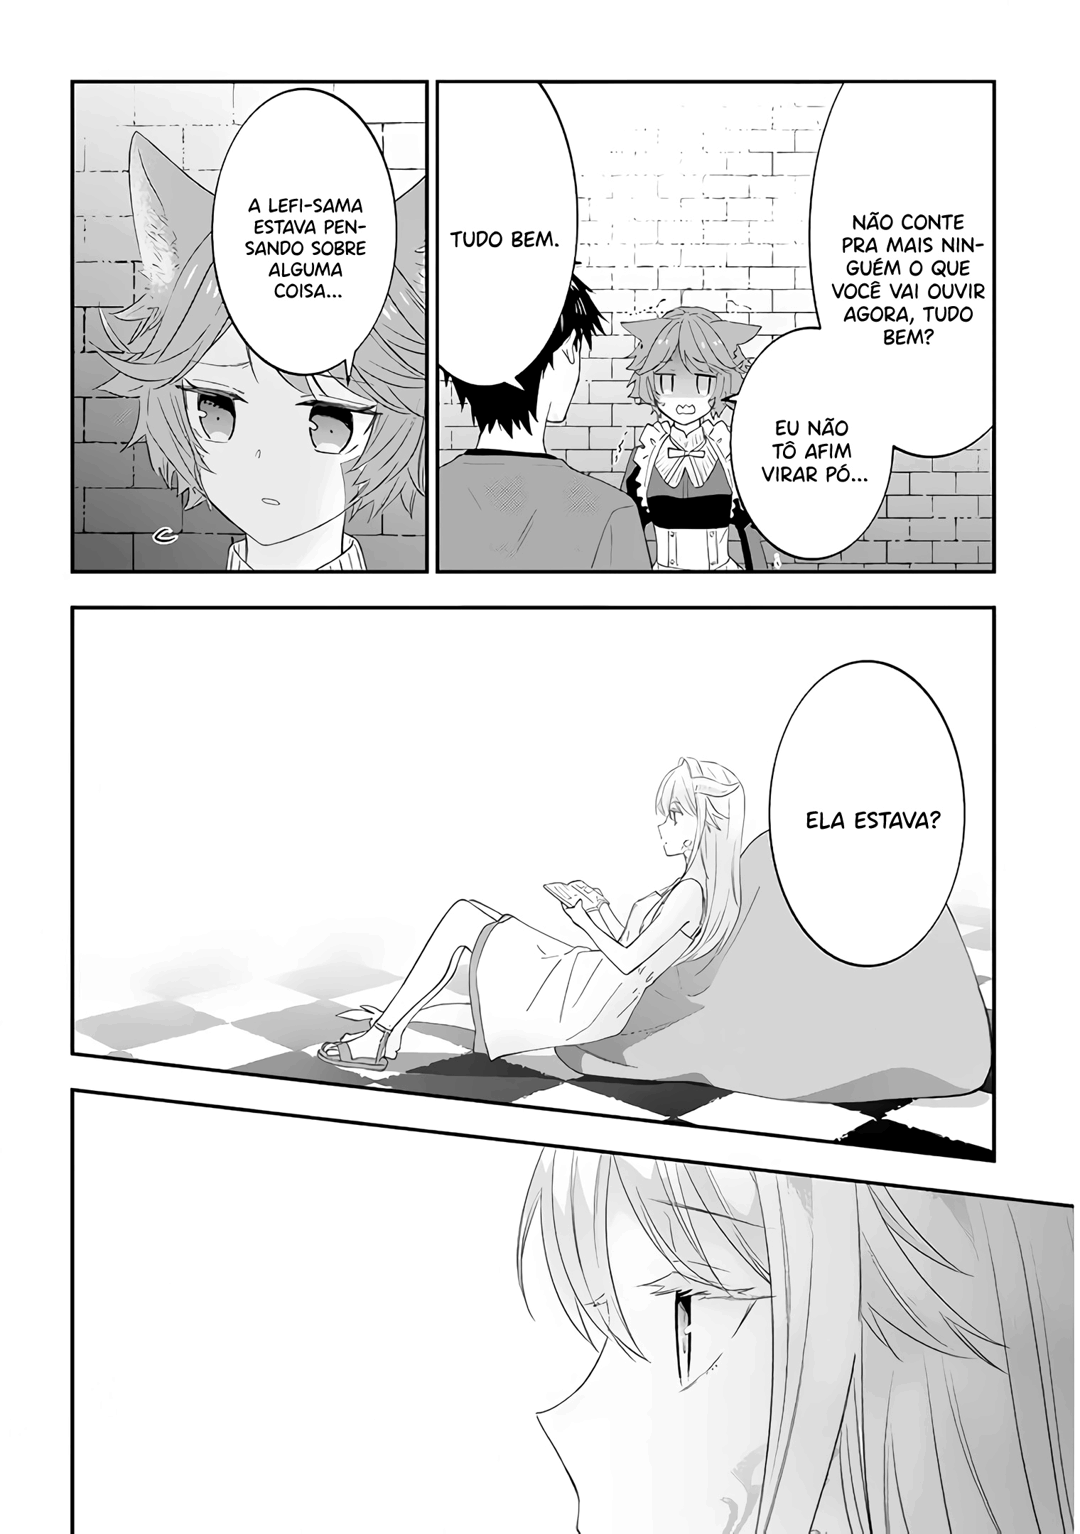 NÃO CONTE
PRA MAIS NIN-
GUÉM O QUE
VOCÊ VAI OUVIR
AGORA, TUDO
BEM?
EU NÃO
TÔ AFIM
VIRAR PÓ...
TUDO BEM.
A LEFI-SAMA
ESTAVA PEN-
SANDO SOBRE
ALGUMA
COISA...
ELA ESTAVA?